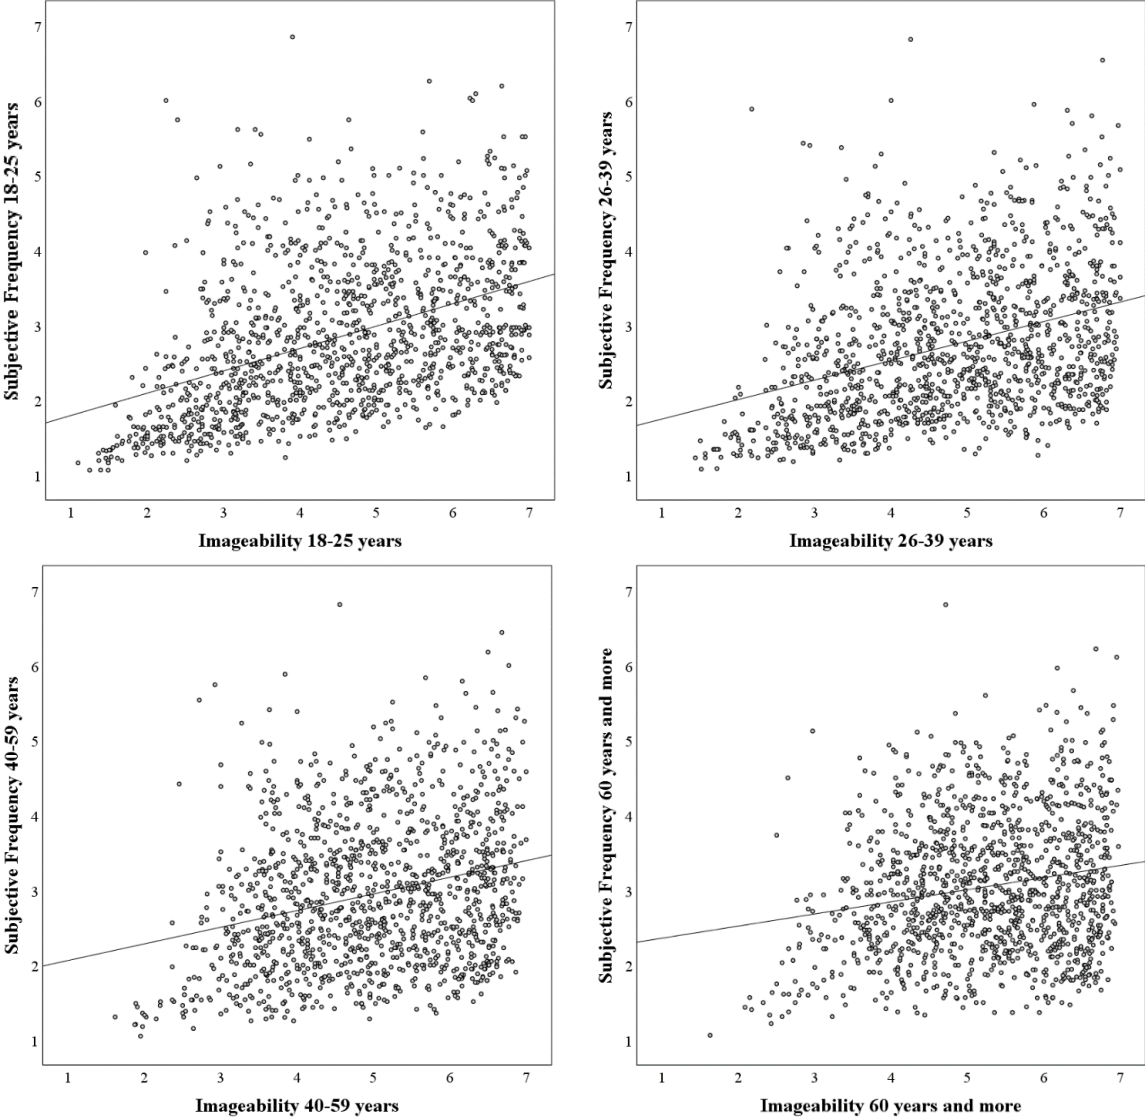 Subjective Frequency 18-25 years
7
6
5
4
3
2
1
1 2 3 4 5 6 7
Imageability 18-25 years
Subjective Frequency 26-39 years
7
6
5
4
3
2
1
1 2 3 4 5 6 7
Imageability 26-39 years
Subjective Frequency 40-59 years
7
6
5
4
3
2
1
1 2 3 4 5 6 7
Imageability 40-59 years
Subjective Frequency 60 years and more
7
6
5
4
3
2
1
1 2 3 4 5 6 7
Imageability 60 years and more